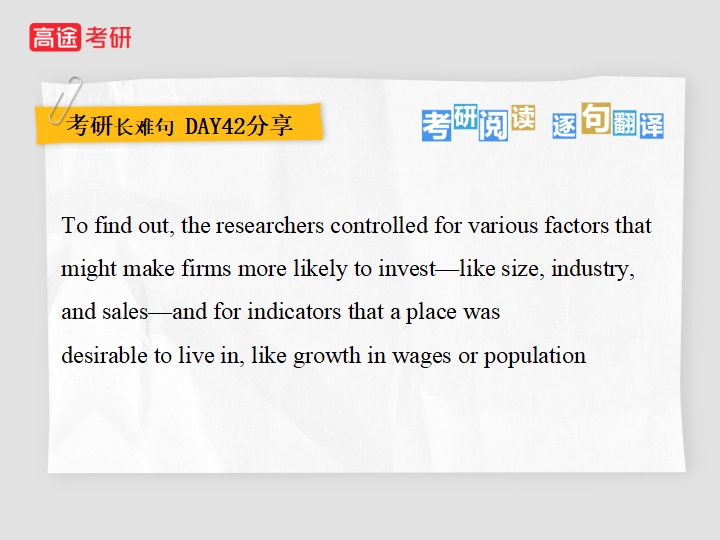 高途考研
考研长难句 DAY42分享
考研阅读 逐句翻译
To find out, the researchers controlled for various factors that
might make firms more likely to invest—like size, industry,
and sales—and for indicators that a place was
desirable to live in, like growth in wages or population